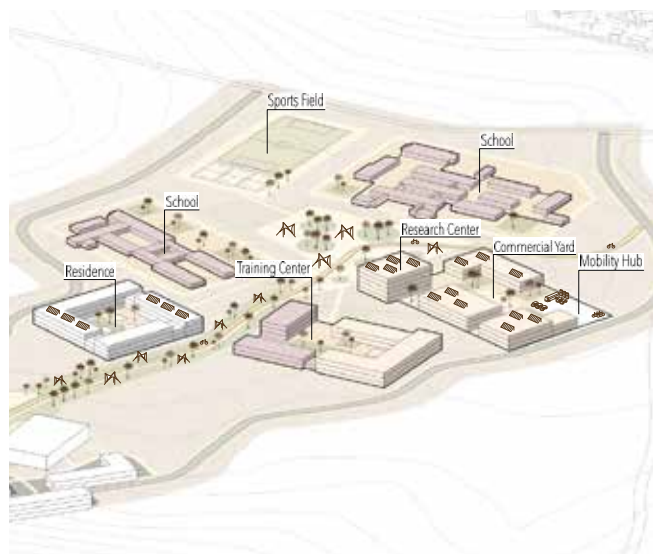 Sports Field
School
School
Research Center
Commercial Yard
Mobility Hub
Training Center
Residence